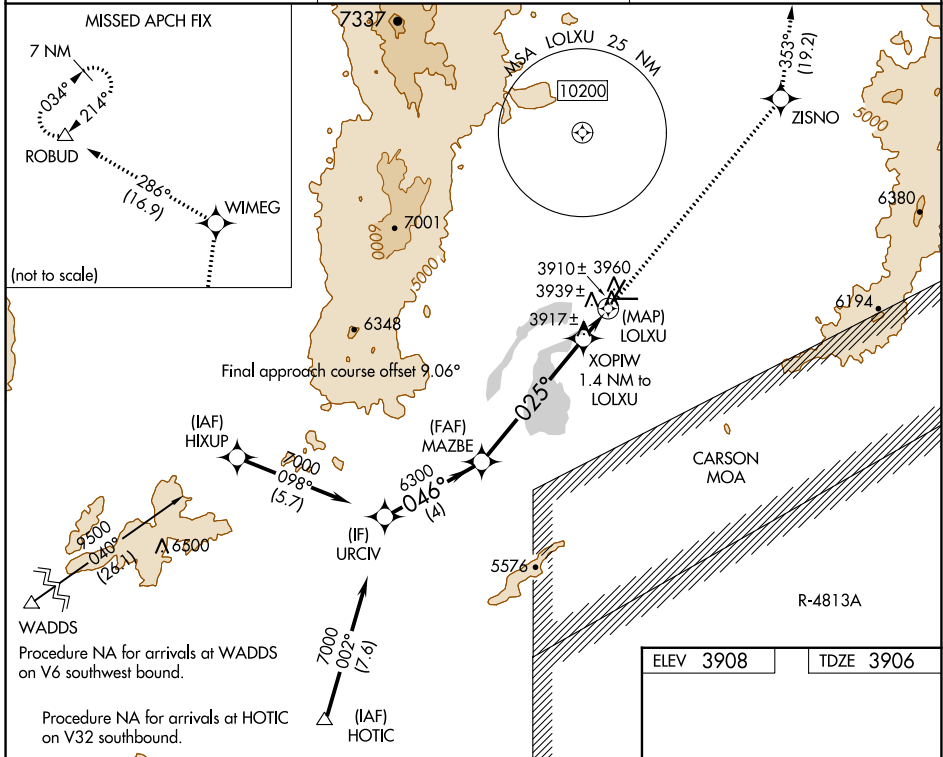 MISSED APCH FIX
7 NM
034°
214°
ROBUD
286°
(16.9)
WIMEG
(not to scale)
7337
MSA LOLXU 25 NM
10200
353°
(19.2)
ZISNO
5000
6380
7001
6000
5000
6348
3910± 3960
3939±
3917±
(MAP)
LOLXU
6194
XOPIW
1.4 NM to
LOLXU
Final approach course offset 9.06°
025°
(IAF)
HIXUP
7000
098°
(5.7)
(FAF)
MAZBE
6300
046°
(4)
(IF)
URCIV
CARSON
MOA
9500
040°
(26.1)
6500
5576
R-4813A
WADDS
Procedure NA for arrivals at WADDS
on V6 southwest bound.
7000
002°
(7.6)
(IAF)
HOTIC
Procedure NA for arrivals at HOTIC
on V32 southbound.
ELEV 3908
TDZE 3906